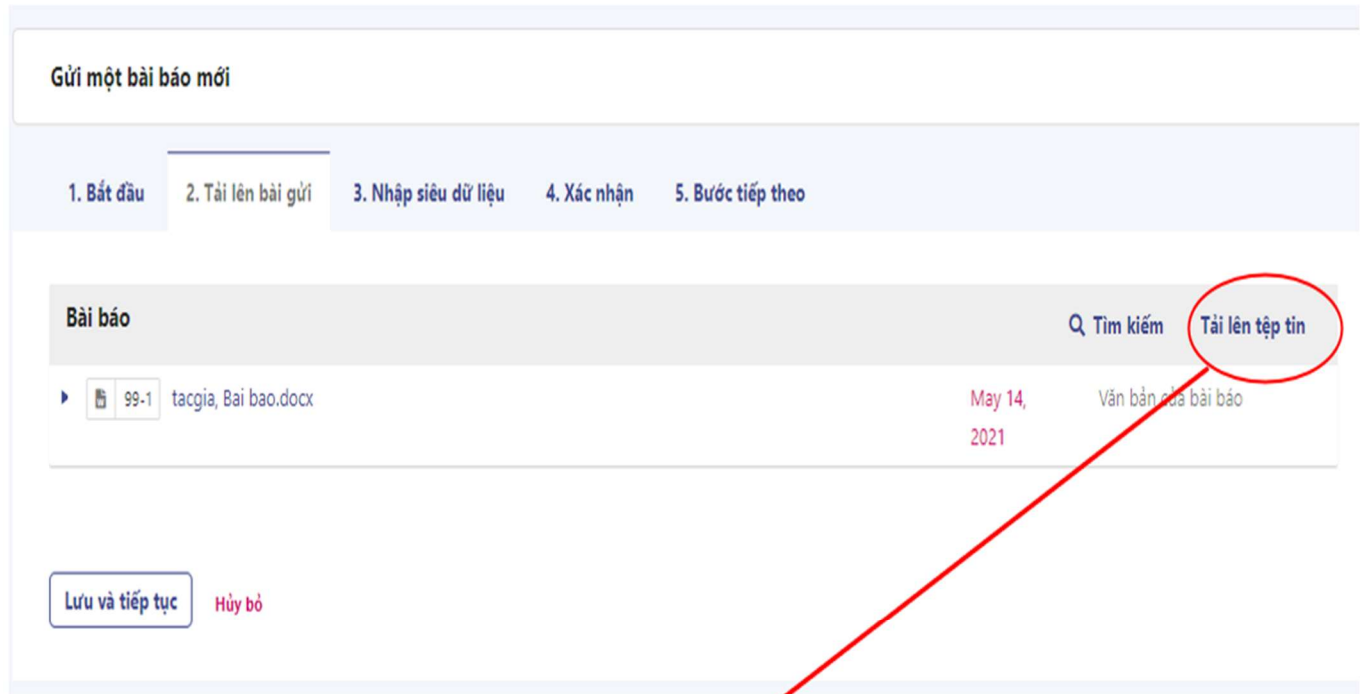 Gửi một bài báo mới
1. Bắt đầu 2. Tải lên bài gửi 3. Nhập siêu dữ liệu 4. Xác nhận 5. Bước tiếp theo
Bài báo Tìm kiếm Tải lên tệp tin
99-1 tacgia, Bai bao.docx May 14, Văn bản của bài báo
2021
Lưu và tiếp tục Hủy bỏ